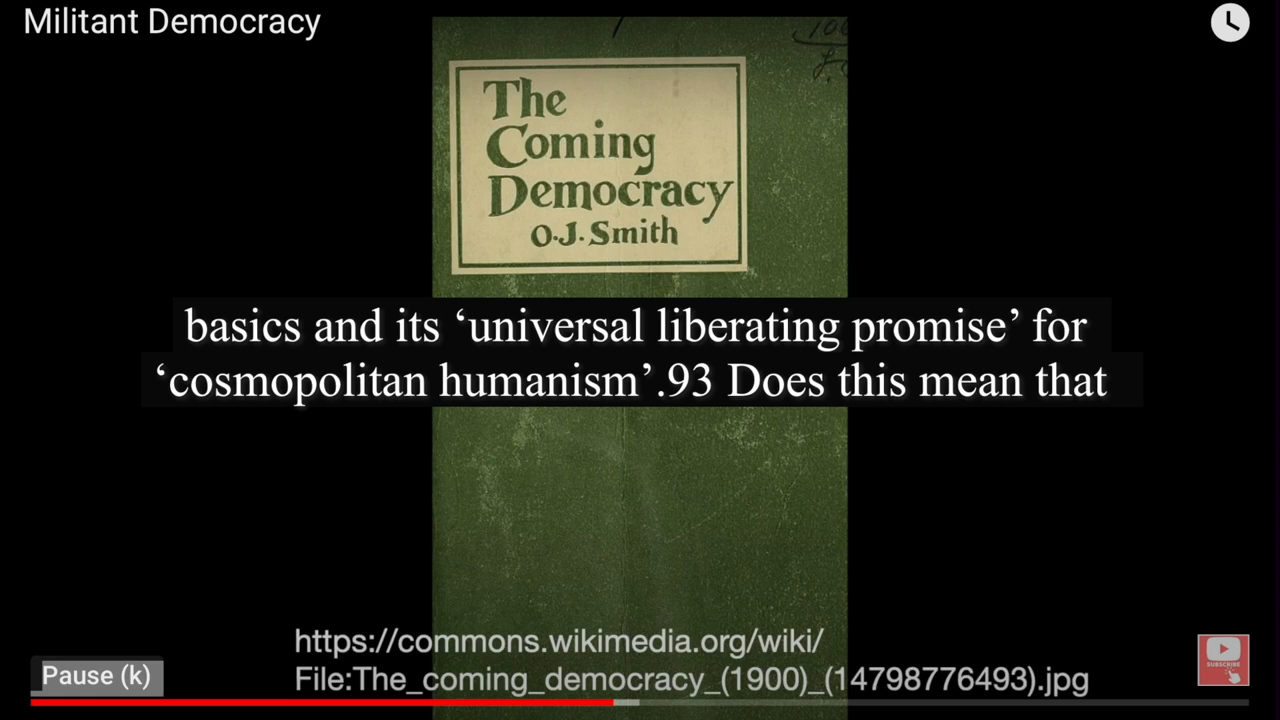 Militant Democracy
The
Coming
Democracy
O.J. Smith
basics and its ‘universal liberating promise’ for
‘cosmopolitan humanism’.93 Does this mean that
https://commons.wikimedia.org/wiki/
File:The_coming_democracy_(1900)_(14798776493).jpg
Pause (k)
SUBSCRIBE